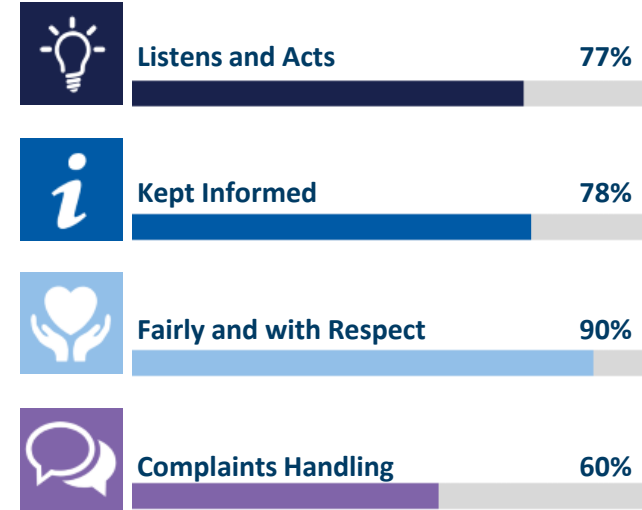 Listens and Acts 77%
Kept Informed 78%
Fairly and with Respect 90%
Complaints Handling 60%